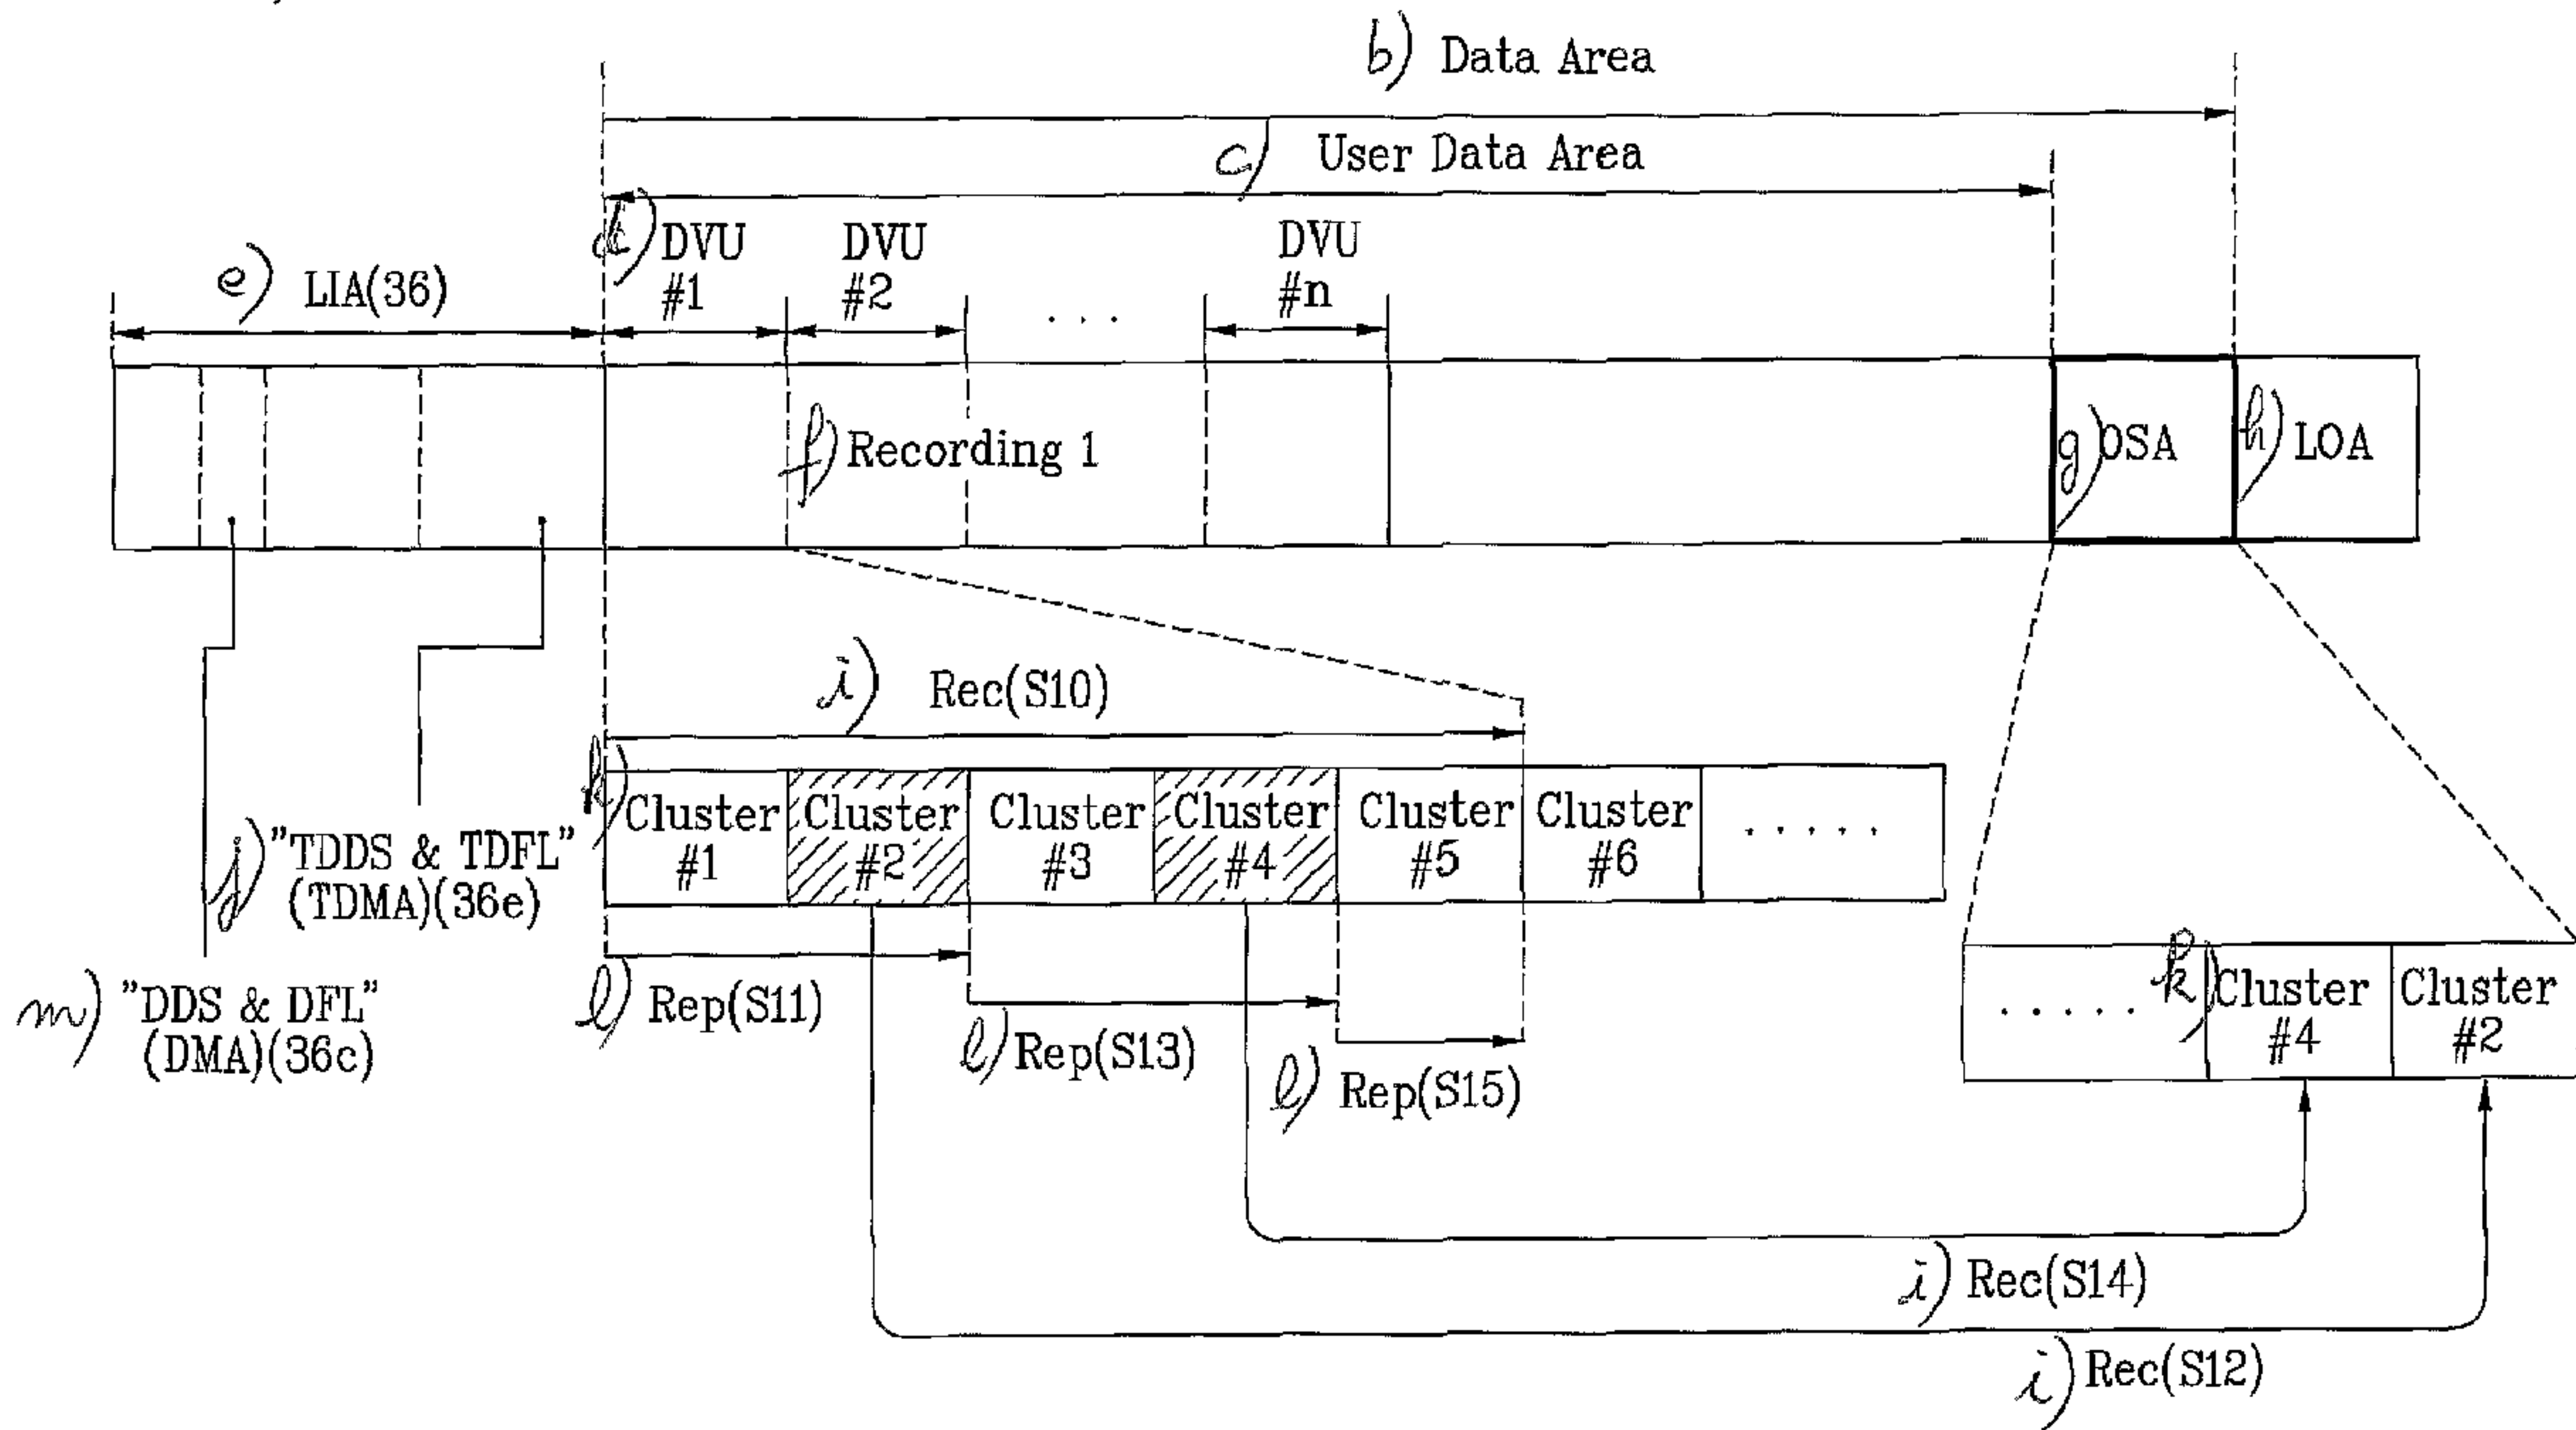 b) Data Area
c) User Data Area
d) DVU #1
DVU #2
. . .
DVU #n
e) LIA(36)
f) Recording 1
g) OSA
h) LOA
i) Rec(S10)
k) Cluster #1
Cluster #2
Cluster #3
Cluster #4
Cluster #5
Cluster #6
. . . . .
j) "TDDS & TDFL"
(TDMA)(36e)
m) "DDS & DFL"
(DMA)(36c)
l) Rep(S11)
l) Rep(S13)
l) Rep(S15)
. . . . .
k) Cluster #4
Cluster #2
i) Rec(S14)
i) Rec(S12)